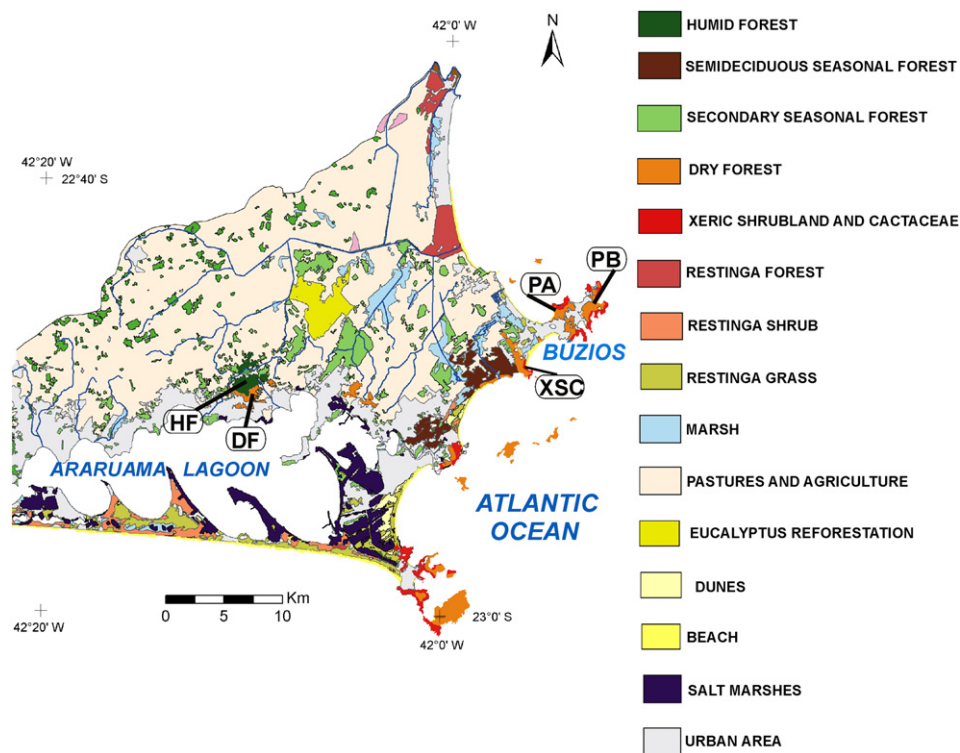 42°0' W
N
42°20' W
22°40' S
PA
PB
BUZIOS
XSC
HF
DF
ARARUAMA LAGOON
ATLANTIC
OCEAN
Km
0 5 10
42°20' W
23°0' S
42°0' W
HUMID FOREST
SEMIDECIDUOUS SEASONAL FOREST
SECONDARY SEASONAL FOREST
DRY FOREST
XERIC SHRUBLAND AND CACTACEAE
RESTINGA FOREST
RESTINGA SHRUB
RESTINGA GRASS
MARSH
PASTURES AND AGRICULTURE
EUCALYPTUS REFORESTATION
DUNES
BEACH
SALT MARSHES
URBAN AREA